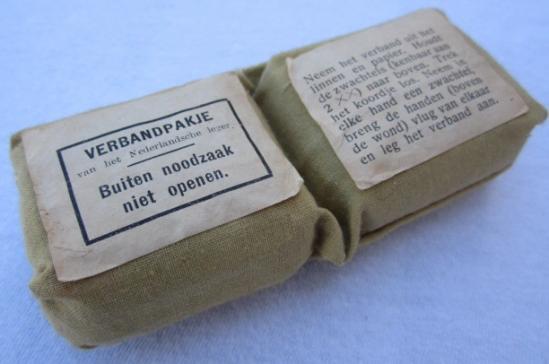 VERBANDPAKJE
van het Nederlandsche leger.
Buiten noodzaak
niet openen.
Neem het verband uit het
linnen en papier. Houdt
de zwachtels (kenbaar aan
2 XX) naar boven. Trek
het koordje los. Neem in
elke hand een zwachtel,
breng de handen (boven
de wond) vlug van elkaar
en leg het verband aan.